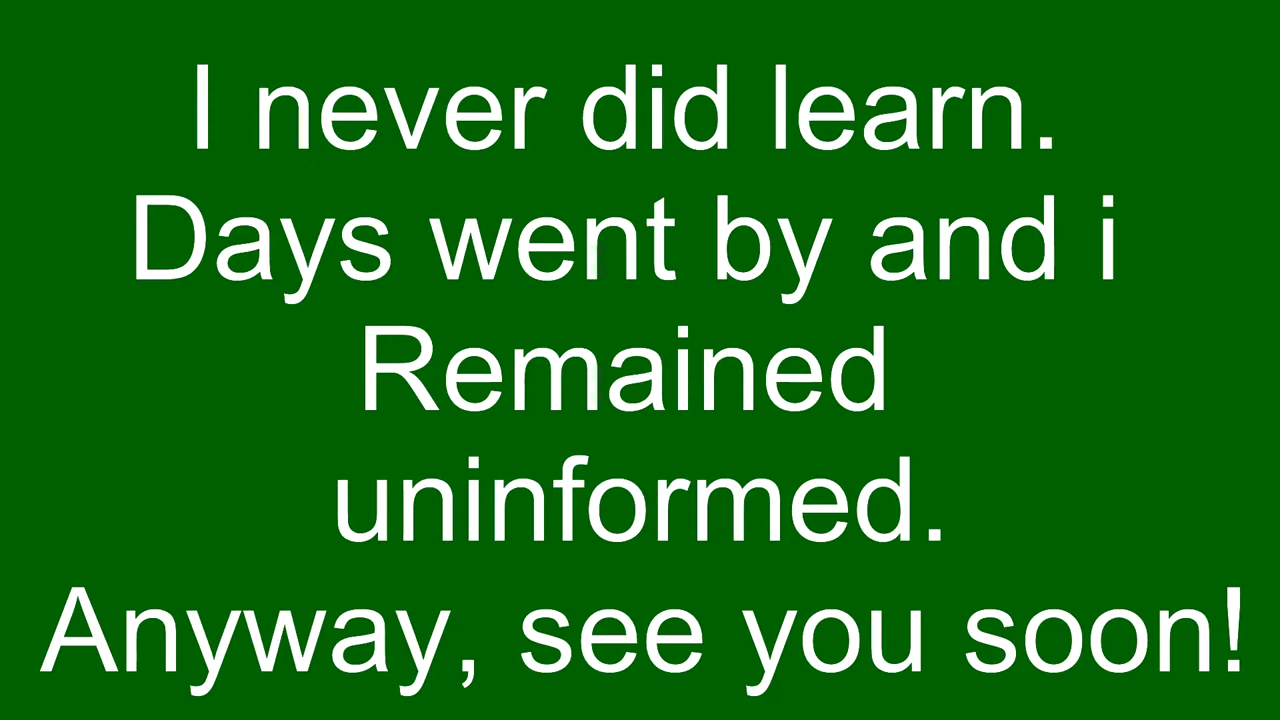 I never did learn.
Days went by and i
Remained
uninformed.
Anyway, see you soon!